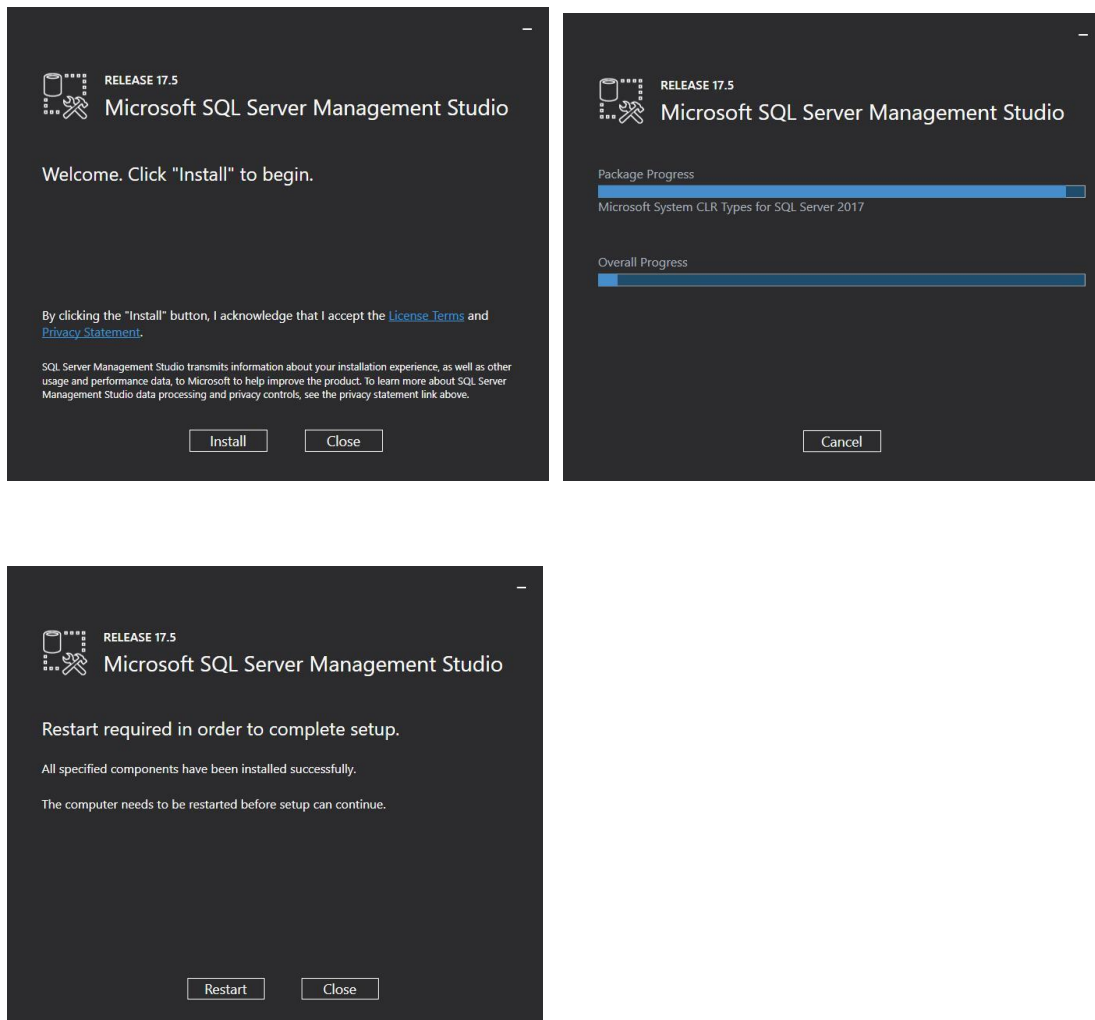 RELEASE 17.5
Microsoft SQL Server Management Studio
Welcome. Click "Install" to begin.
By clicking the "Install" button, I acknowledge that I accept the License Terms and
Privacy Statement.
SQL Server Management Studio transmits information about your installation experience, as well as other
usage and performance data, to Microsoft to help improve the product. To learn more about SQL Server
Management Studio data processing and privacy controls, see the privacy statement link above.
Install
Close
RELEASE 17.5
Microsoft SQL Server Management Studio
Package Progress
Microsoft System CLR Types for SQL Server 2017
Overall Progress
Cancel
RELEASE 17.5
Microsoft SQL Server Management Studio
Restart required in order to complete setup.
All specified components have been installed successfully.
The computer needs to be restarted before setup can continue.
Restart
Close